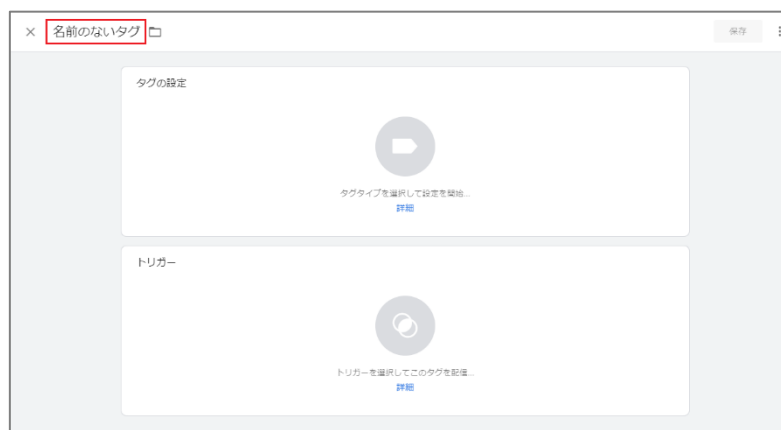 × 名前のないタグ
保存
タグの設定
タグタイプを選択して設定を開始...
詳細
トリガー
トリガーを選択してこのタグを配信...
詳細